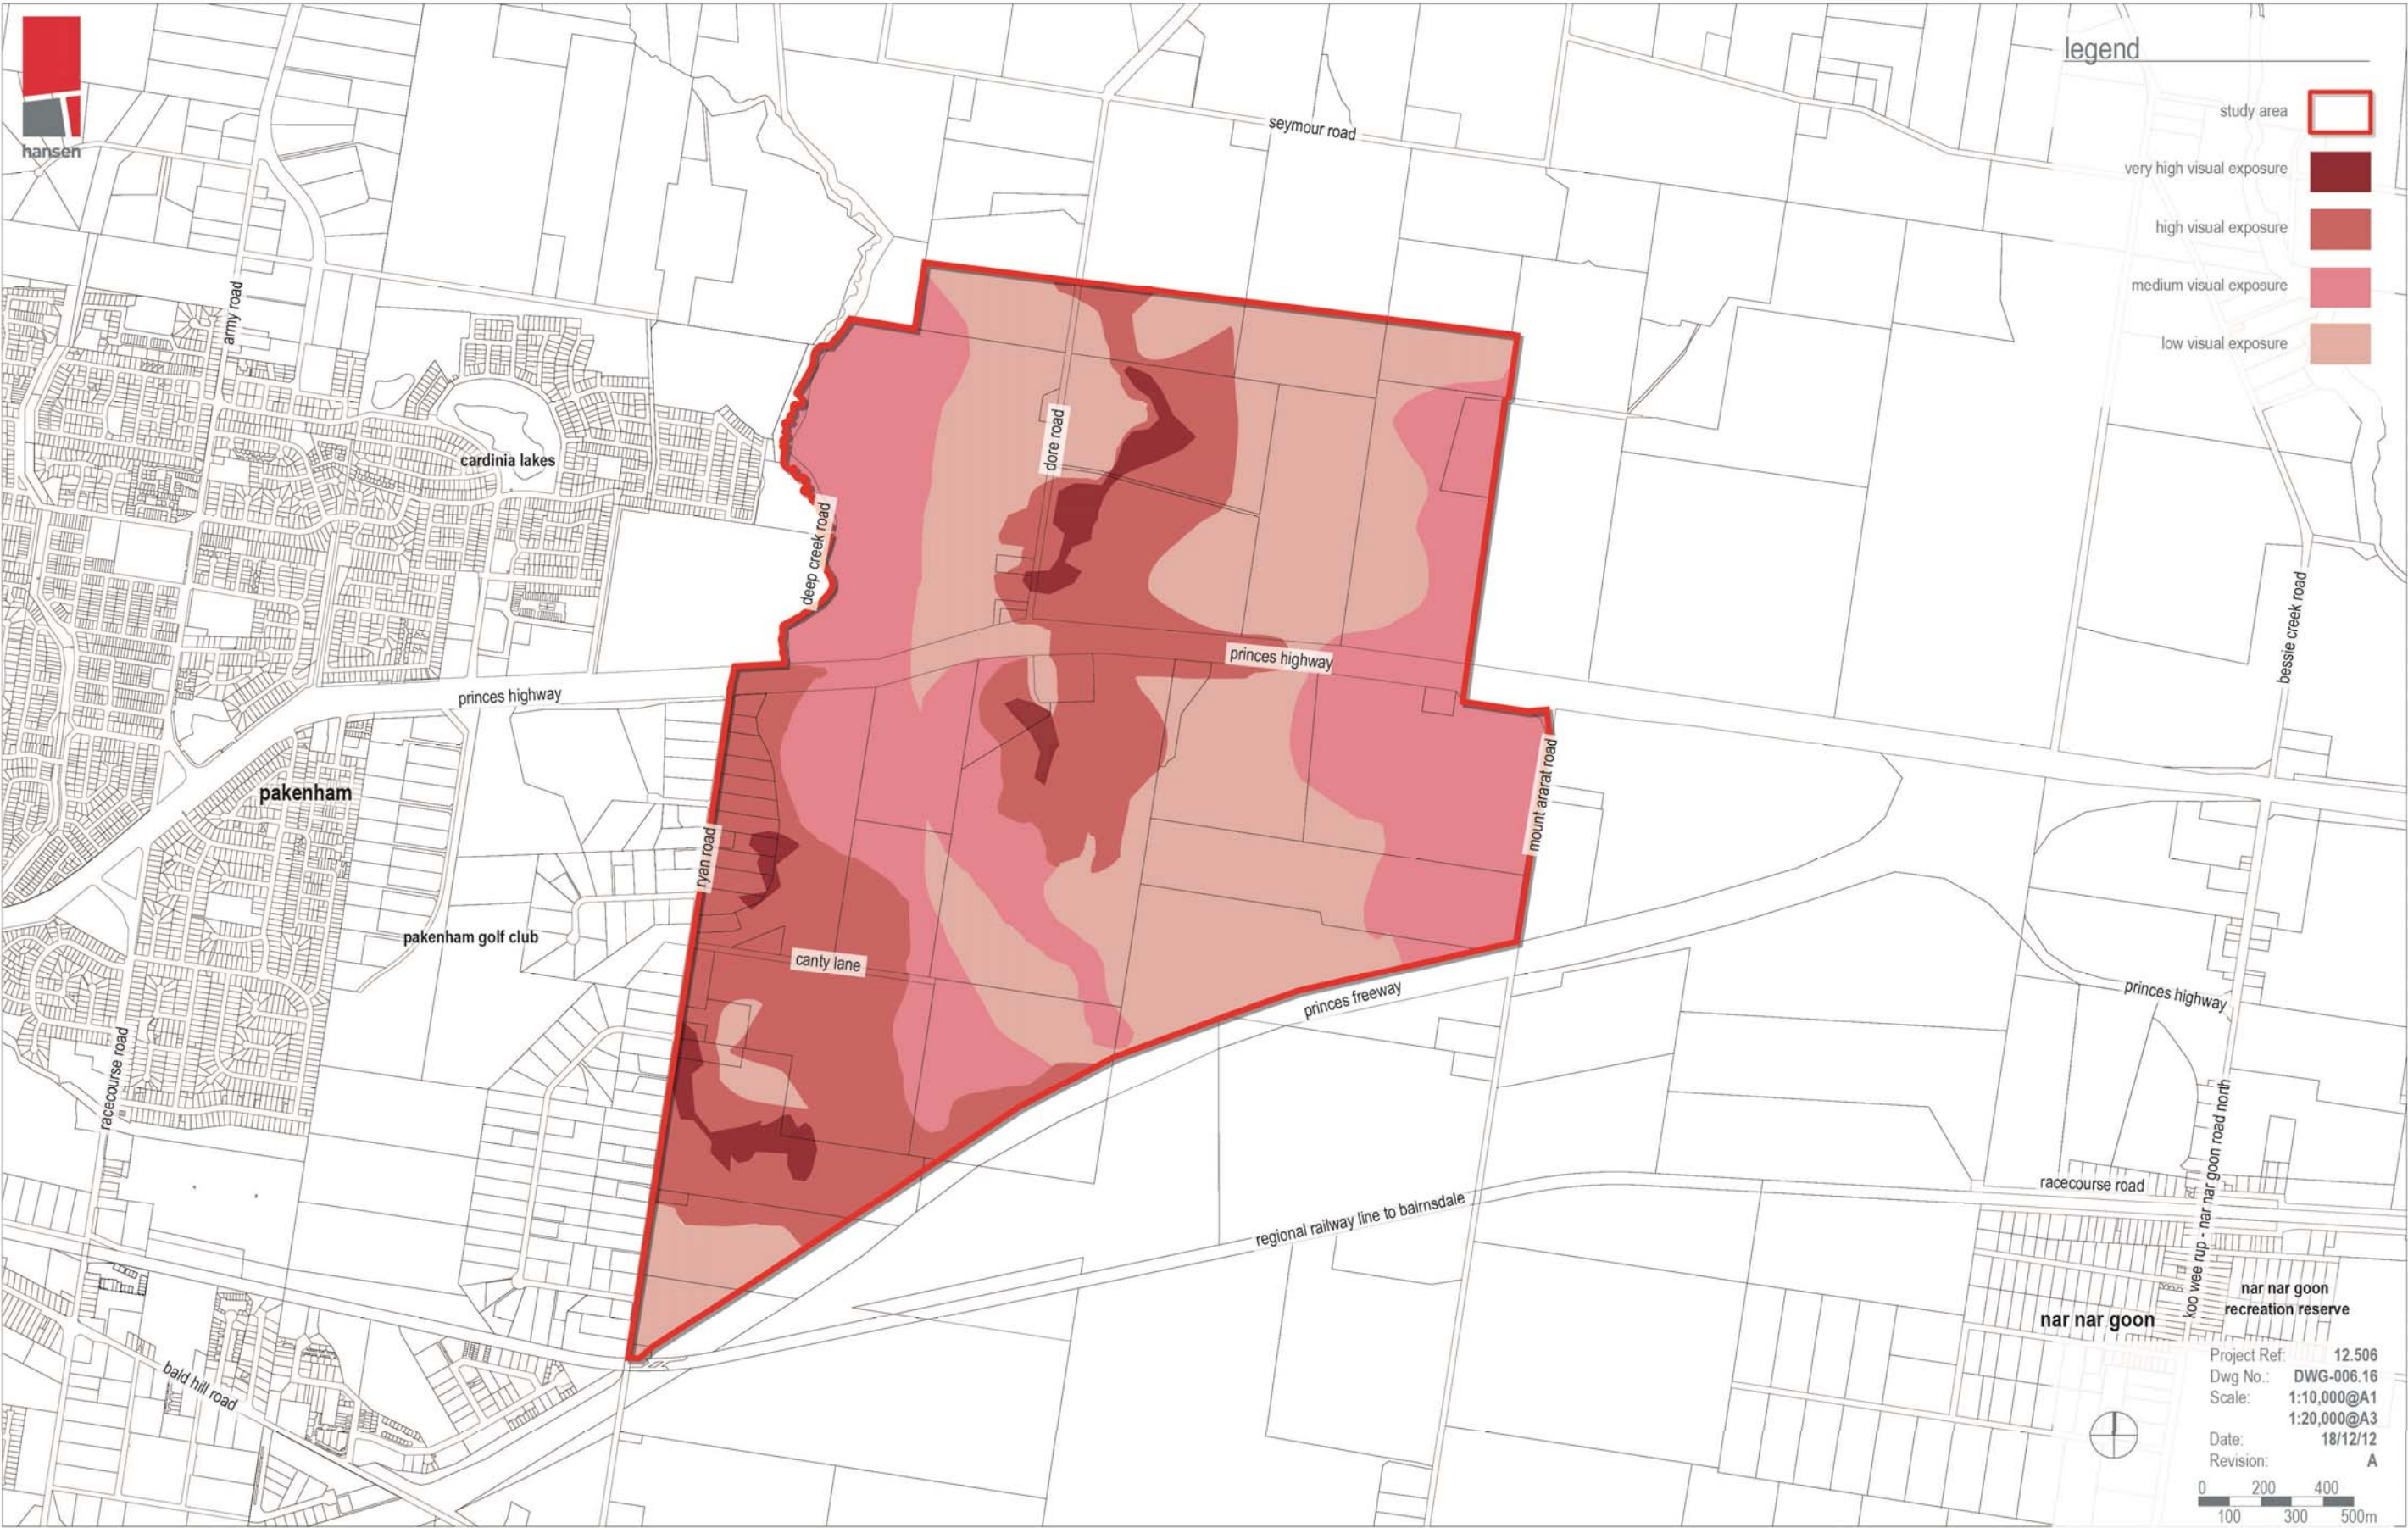 hansen
legend
study area
very high visual exposure
high visual exposure
medium visual exposure
low visual exposure
seymour road
army road
cardinia lakes
dore road
deep creek road
bessie creek road
princes highway
princes highway
pakenham
mount ararat road
ryan road
pakenham golf club
canty lane
princes freeway
princes highway
racecourse road
koo wee rup - nar nar goon road north
racecourse road
regional railway line to bairnsdale
nar nar goon
recreation reserve
nar nar goon
bald hill road
Project Ref: 12.506
Dwg No.: DWG-006.16
Scale: 1:10,000@A1
1:20,000@A3
Date: 18/12/12
Revision: A
0 200 400
100 300 500m